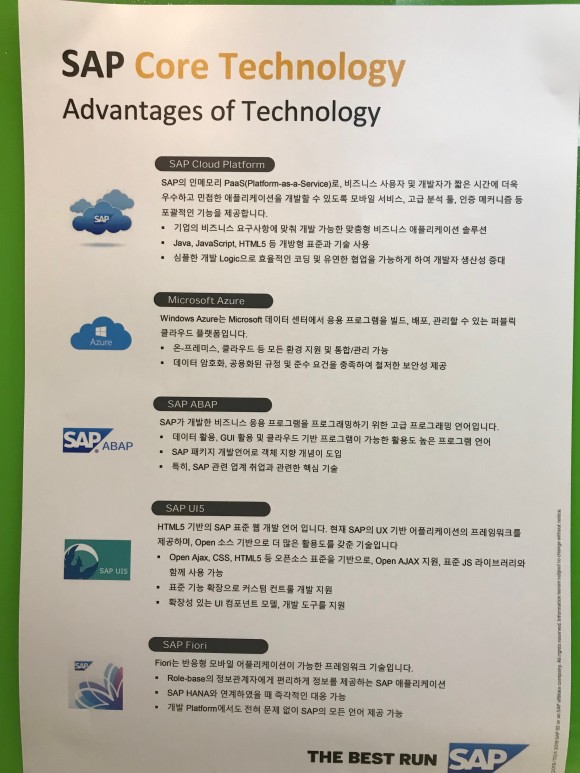 SAP Core Technology
Advantages of Technology
SAP Cloud Platform
SAP의 인메모리 PaaS(Platform-as-a-Service)로, 비즈니스 사용자 및 개발자가 짧은 시간에 더욱
우수하고 민첩한 애플리케이션을 개발할 수 있도록 모바일 서비스, 고급 분석 툴, 인증 메커니즘 등
포괄적인 기능을 제공합니다.
▪ 기업의 비즈니스 요구사항에 맞춰 개발 가능한 맞춤형 비즈니스 애플리케이션 솔루션
▪ Java, JavaScript, HTML5 등 개방형 표준과 기술 사용
▪ 심플한 개발 Logic으로 효율적인 코딩 및 유연한 협업을 가능하게 하여 개발자 생산성 증대
SAP
Microsoft Azure
Windows Azure는 Microsoft 데이터 센터에서 응용 프로그램을 빌드, 배포, 관리할 수 있는 퍼블릭
클라우드 플랫폼입니다.
▪ 온-프레미스, 클라우드 등 모든 환경 지원 및 통합/관리 가능
▪ 데이터 암호화, 공용화된 규정 및 준수 요건을 충족하여 철저한 보안성 제공
Azure
SAP ABAP
SAP가 개발한 비즈니스 응용 프로그램을 프로그래밍하기 위한 고급 프로그래밍 언어입니다.
▪ 데이터 활용, GUI 활용 및 클라우드 기반 프로그램이 가능한 활용도 높은 프로그램 언어
▪ SAP 패키지 개발언어로 객체 지향 개념이 도입
▪ 특히, SAP 관련 업계 취업과 관련한 핵심 기술
SAP ABAP
SAP UI5
HTML5 기반의 SAP 표준 웹 개발 언어 입니다. 현재 SAP의 UX 기반 어플리케이션의 프레임워크를
제공하며, Open 소스 기반으로 더 많은 활용도를 갖춘 기술입니다
▪ Open Ajax, CSS, HTML5 등 오픈소스 표준을 기반으로, Open AJAX 지원, 표준 JS 라이브러리와
함께 사용 가능
▪ 표준 기능 확장으로 커스텀 컨트롤 개발 지원
▪ 확장성 있는 UI 컴포넌트 모델, 개발 도구를 지원
SAP UI5
SAP Fiori
Fiori는 반응형 모바일 어플리케이션이 가능한 프레임워크 기술입니다.
▪ Role-base의 정보관계자에게 편리하게 정보를 제공하는 SAP 애플리케이션
▪ SAP HANA와 연계하였을 때 즉각적인 대응 가능
▪ 개발 Platform에서도 전혀 문제 없이 SAP의 모든 언어 제공 가능
SAP
THE BEST RUN SAP
SAP affiliate company. All rights reserved. Information herein subject to change without notice.